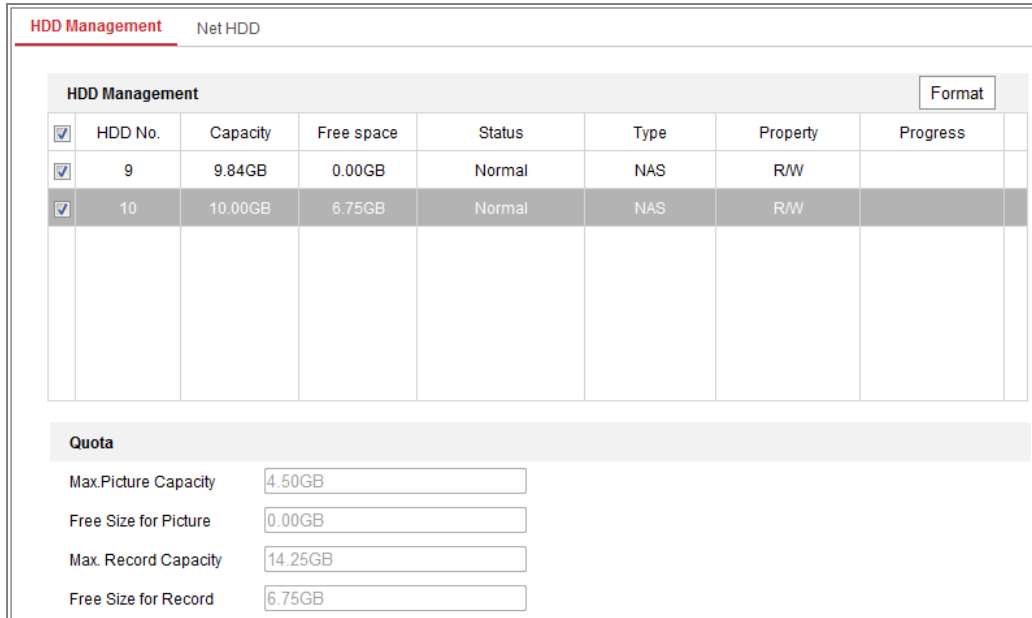 HDD Management Net HDD
HDD Management Format
HDD No. Capacity Free space Status Type Property Progress
9 9.84GB 0.00GB Normal NAS R/W
10 10.00GB 6.75GB Normal NAS R/W
Quota
Max.Picture Capacity 4.50GB
Free Size for Picture 0.00GB
Max. Record Capacity 14.25GB
Free Size for Record 6.75GB